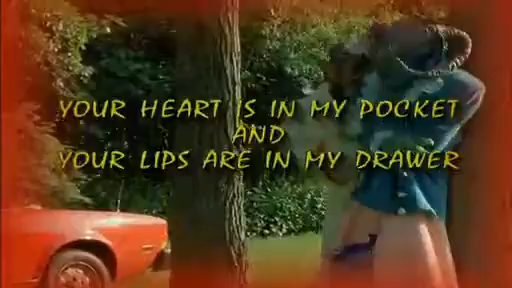 YOUR HEART IS IN MY POCKET
AND
YOUR LIPS ARE IN MY DRAWER